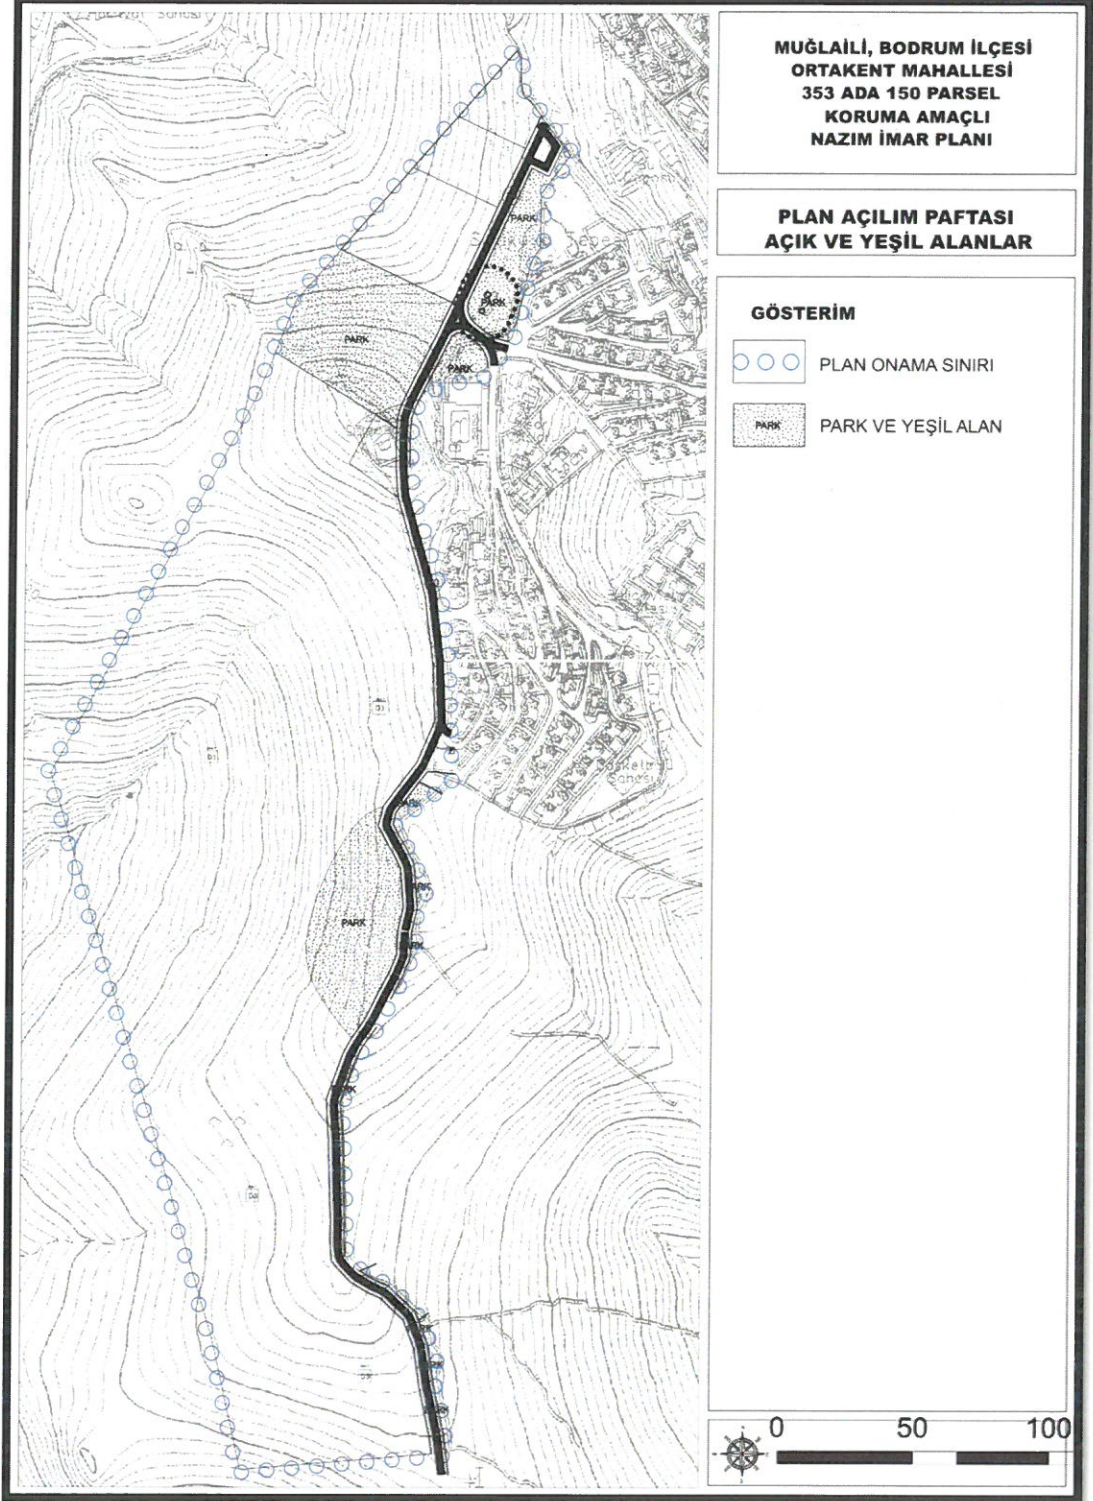 MUĞLAİLİ, BODRUM İLÇESİ
ORTAKENT MAHALLESİ
353 ADA 150 PARSEL
KORUMA AMAÇLI
NAZIM İMAR PLANI
PLAN AÇILIM PAFTASI
AÇIK VE YEŞİL ALANLAR
GÖSTERİM
PLAN ONAMA SINIRI
PARK
PARK VE YEŞİL ALAN
PARK
PARK
PARK
PARK
PARK
PARK
0 50 100